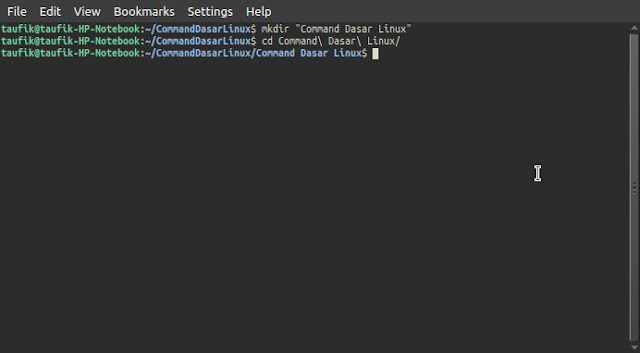 File Edit View Bookmarks Settings Help
taufik@taufik-HP-Notebook:~/CommandDasarLinux$ mkdir "Command Dasar Linux"
taufik@taufik-HP-Notebook:~/CommandDasarLinux$ cd Command\ Dasar\ Linux/
taufik@taufik-HP-Notebook:~/CommandDasarLinux/Command Dasar Linux$